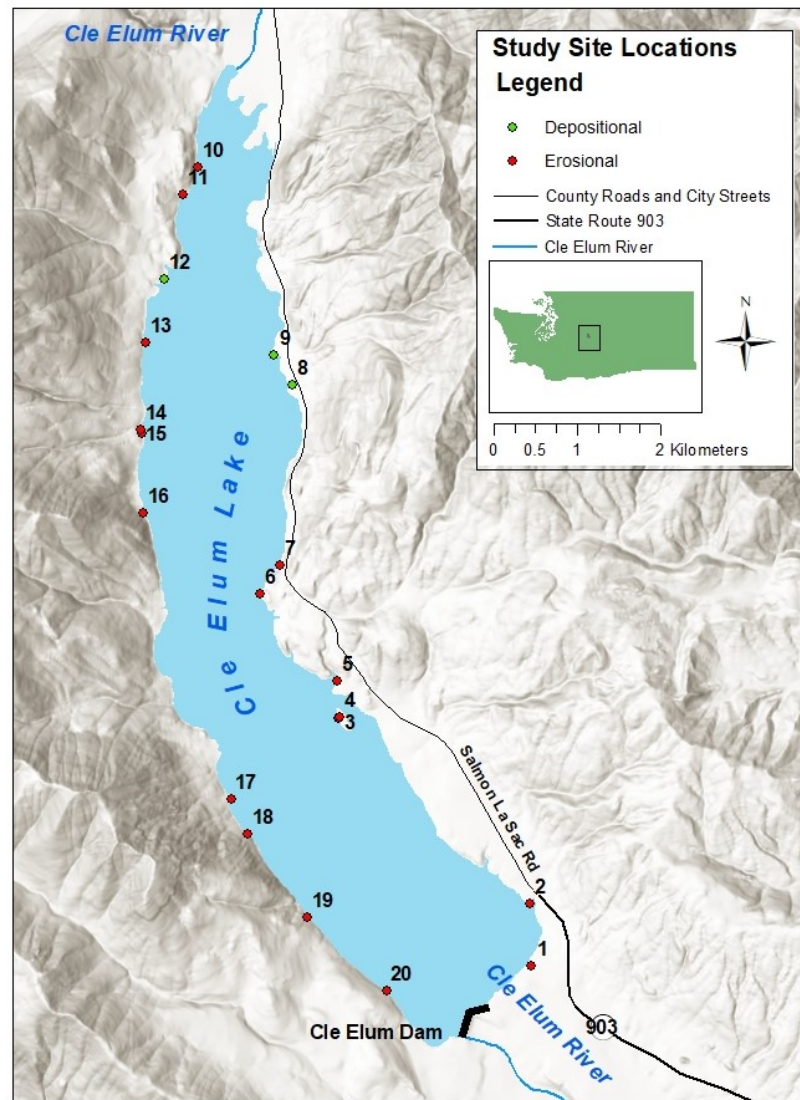 Cle Elum River
Study Site Locations
Legend
Depositional
Erosional
County Roads and City Streets
State Route 903
Cle Elum River
N
0 0.5 1 2 Kilometers
10
11
12
13
9
8
14
15
16
Cle Elum Lake
7
6
5
4
3
Salmon La Sac Rd
17
18
2
19
1
20
Cle Elum River
Cle Elum Dam
903